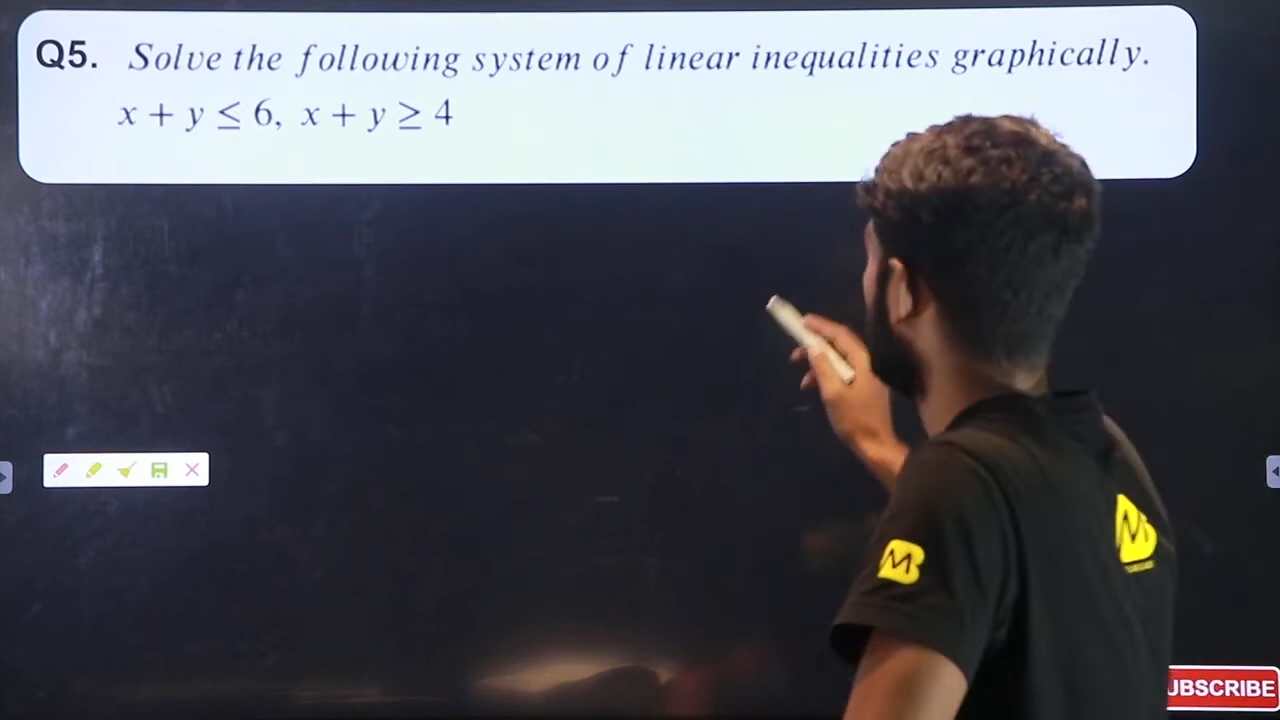 Q5. Solve the following system of linear inequalities graphically.
x + y ≤ 6, x + y ≥ 4
UBSCRIBE